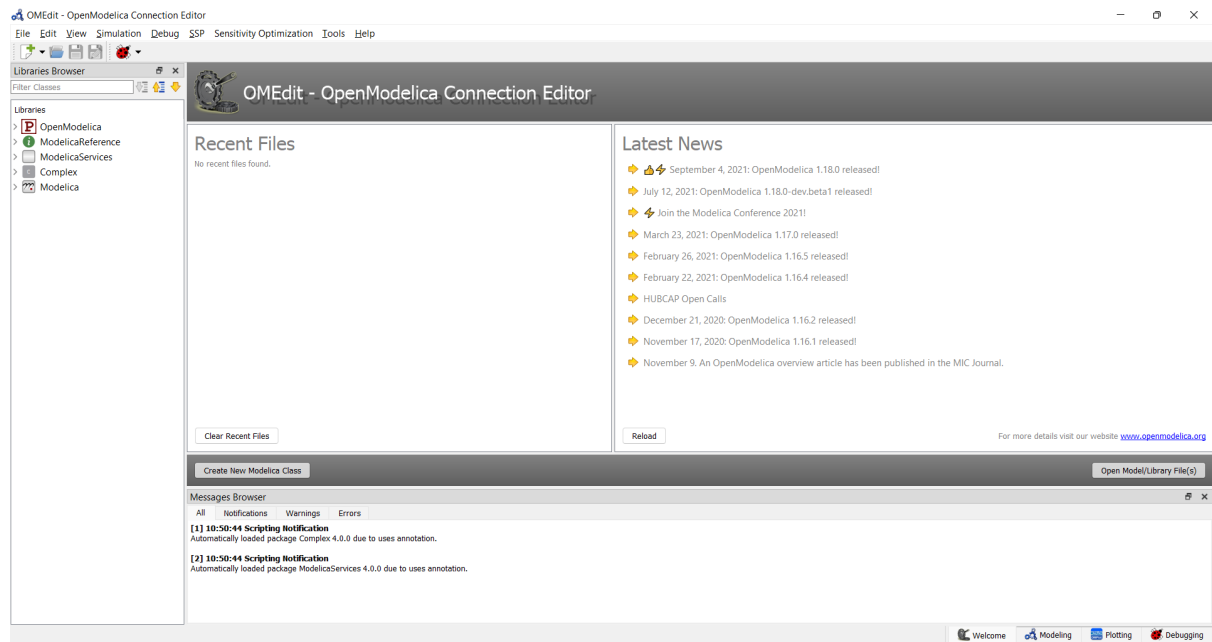 OMEdit - OpenModelica Connection Editor
File Edit View Simulation Debug SSP Sensitivity Optimization Tools Help
Libraries Browser
Filter Classes
Libraries
P OpenModelica
i ModelicaReference
ModelicaServices
C Complex
Modelica
OMEdit - OpenModelica Connection Editor
Recent Files
No recent files found.
Clear Recent Files
Latest News
September 4, 2021: OpenModelica 1.18.0 released!
July 12, 2021: OpenModelica 1.18.0-dev.beta1 released!
Join the Modelica Conference 2021!
March 23, 2021: OpenModelica 1.17.0 released!
February 26, 2021: OpenModelica 1.16.5 released!
February 22, 2021: OpenModelica 1.16.4 released!
HUBCAP Open Calls
December 21, 2020: OpenModelica 1.16.2 released!
November 17, 2020: OpenModelica 1.16.1 released!
November 9. An OpenModelica overview article has been published in the MIC Journal.
Reload
For more details visit our website www.openmodelica.org
Create New Modelica Class
Open Model/Library File(s)
Messages Browser
All Notifications Warnings Errors
[1] 10:50:44 Scripting Notification
Automatically loaded package Complex 4.0.0 due to uses annotation.
[2] 10:50:44 Scripting Notification
Automatically loaded package ModelicaServices 4.0.0 due to uses annotation.
Welcome Modeling Plotting Debugging